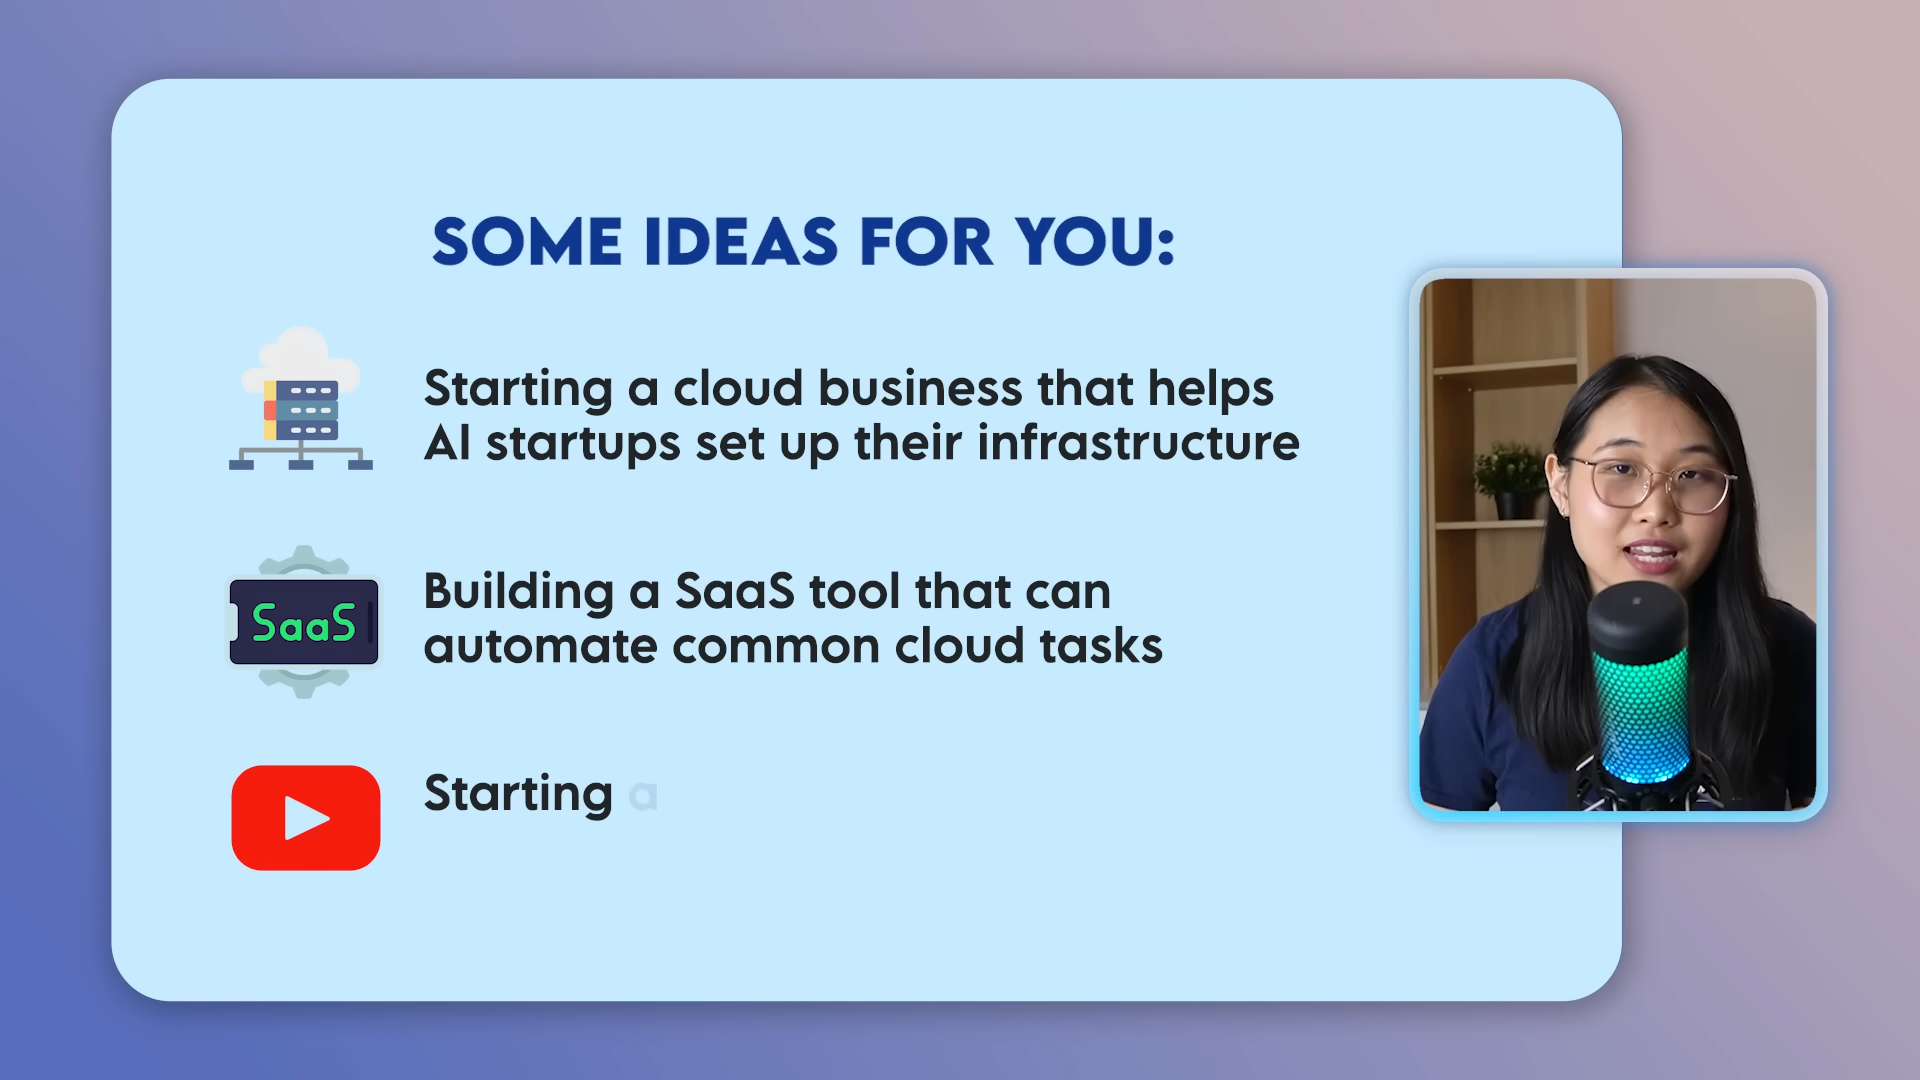 SOME IDEAS FOR YOU:
Starting a cloud business that helps
AI startups set up their infrastructure
SaaS
Building a SaaS tool that can
automate common cloud tasks
Starting a